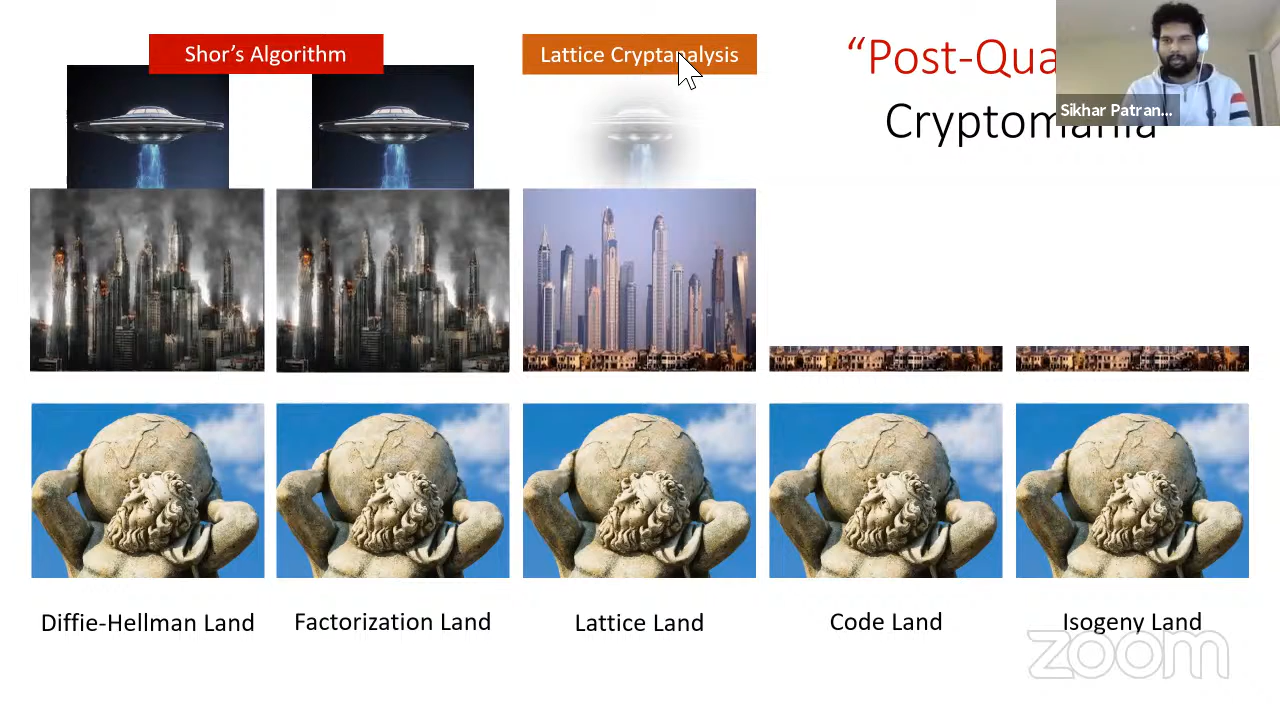 Shor's Algorithm
Lattice Cryptanalysis
“Post-Qua
Cryptomania
Sikhar Patran...
Diffie-Hellman Land
Factorization Land
Lattice Land
Code Land
Isogeny Land
zoom